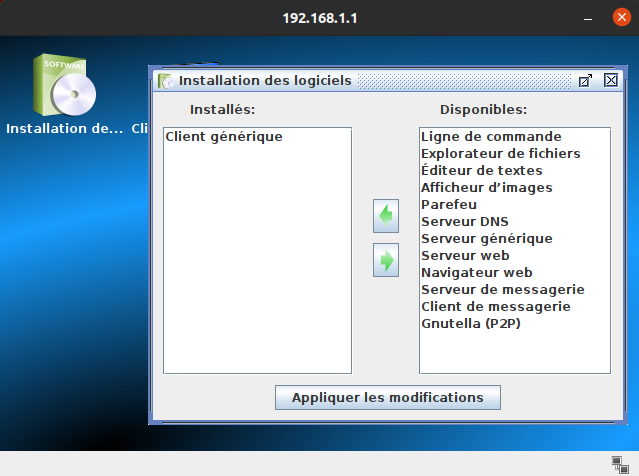 192.168.1.1
SOFTWARE
Installation de...
Cli
Installation des logiciels
Installés:
Disponibles:
Client générique
Ligne de commande
Explorateur de fichiers
Éditeur de textes
Afficheur d’images
Parefeu
Serveur DNS
Serveur générique
Serveur web
Navigateur web
Serveur de messagerie
Client de messagerie
Gnutella (P2P)
Appliquer les modifications